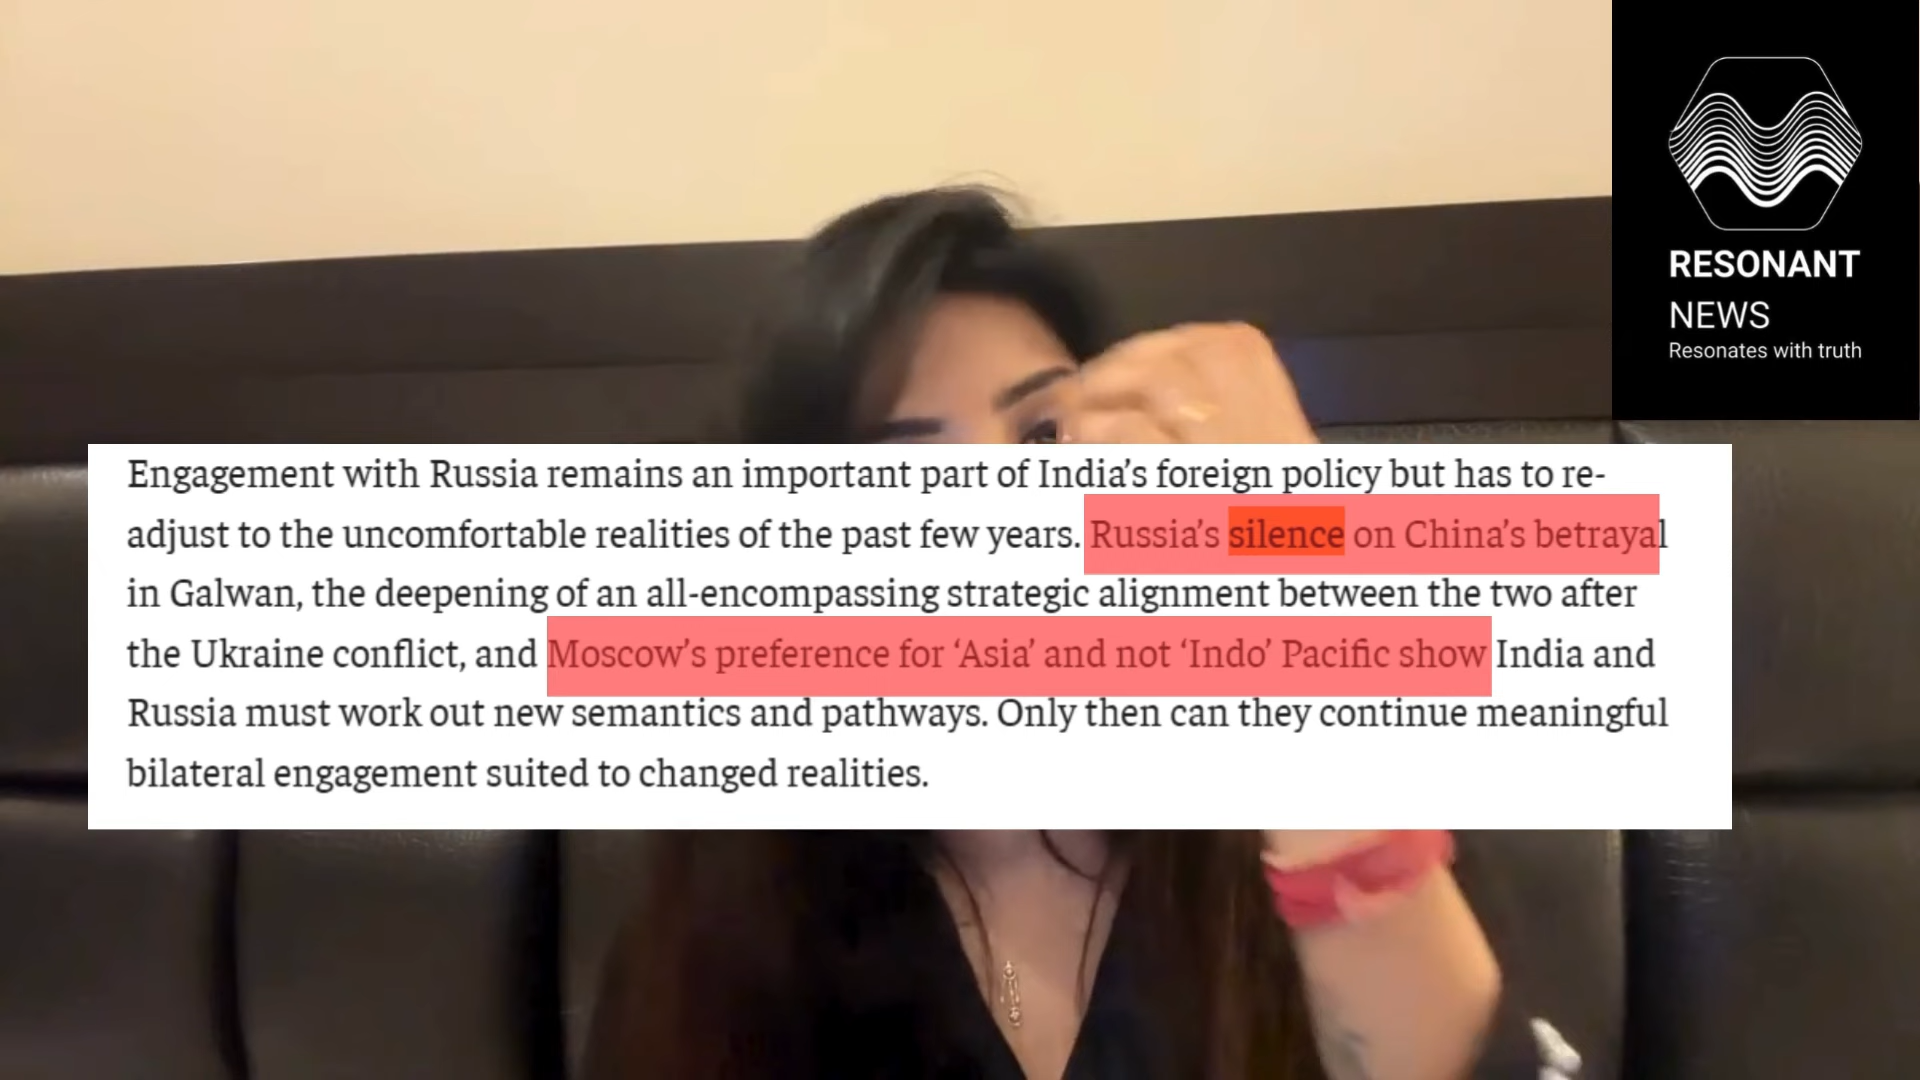 RESONANT
NEWS
Resonates with truth
Engagement with Russia remains an important part of India’s foreign policy but has to re-
adjust to the uncomfortable realities of the past few years. Russia’s silence on China’s betrayal
in Galwan, the deepening of an all-encompassing strategic alignment between the two after
the Ukraine conflict, and Moscow’s preference for ‘Asia’ and not ‘Indo’ Pacific show India and
Russia must work out new semantics and pathways. Only then can they continue meaningful
bilateral engagement suited to changed realities.